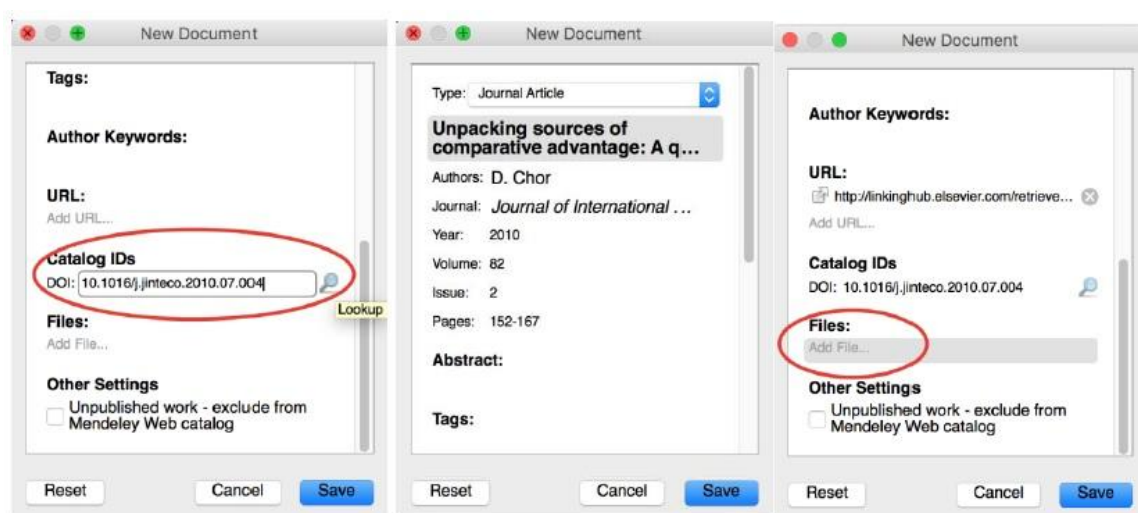 New Document
Tags:
Author Keywords:
URL:
Add URL...
Catalog IDs
DOI: 10.1016/j.jinteco.2010.07.004
Lookup
Files:
Add File...
Other Settings
Unpublished work - exclude from
Mendeley Web catalog
Reset Cancel Save
New Document
Type: Journal Article
Unpacking sources of
comparative advantage: A q...
Authors: D. Chor
Journal: Journal of International ...
Year: 2010
Volume: 82
Issue: 2
Pages: 152-167
Abstract:
Tags:
Reset Cancel Save
New Document
Author Keywords:
URL:
http://linkinghub.elsevier.com/retrieve...
Add URL...
Catalog IDs
DOI: 10.1016/j.jinteco.2010.07.004
Files:
Add File...
Other Settings
Unpublished work - exclude from
Mendeley Web catalog
Reset Cancel Save